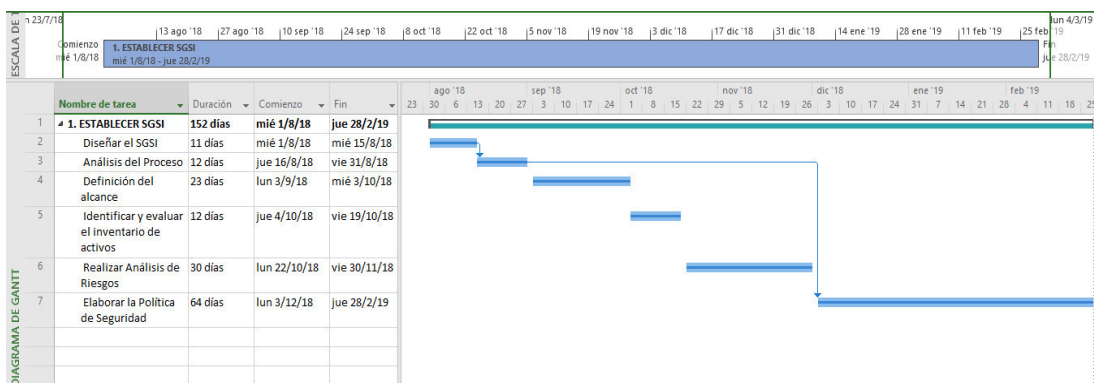 n 23/7/18
lun 4/3/19
13 ago '18 27 ago '18 10 sep '18 24 sep '18 8 oct '18 22 oct '18 5 nov '18 19 nov '18 3 dic '18 17 dic '18 31 dic '18 14 ene '19 28 ene '19 11 feb '19 25 feb '19
ESCALA DE T
Comienzo
mié 1/8/18
1. ESTABLECER SGSI
mié 1/8/18 - jue 28/2/19
Fin
jue 28/2/19
Nombre de tarea Duración Comienzo Fin
ago '18 sep '18 oct '18 nov '18 dic '18 ene '19 feb '19
23 30 6 13 20 27 3 10 17 24 1 8 15 22 29 5 12 19 26 3 10 17 24 31 7 14 21 28 4 11 18 25
1 1. ESTABLECER SGSI 152 días mié 1/8/18 jue 28/2/19
2 Diseñar el SGSI 11 días mié 1/8/18 mié 15/8/18
3 Análisis del Proceso 12 días jue 16/8/18 vie 31/8/18
4 Definición del 23 días lun 3/9/18 mié 3/10/18
alcance
5 Identificar y evaluar 12 días jue 4/10/18 vie 19/10/18
el inventario de
activos
6 Realizar Análisis de 30 días lun 22/10/18 vie 30/11/18
Riesgos
7 Elaborar la Política 64 días lun 3/12/18 jue 28/2/19
de Seguridad
DIAGRAMA DE GANTT